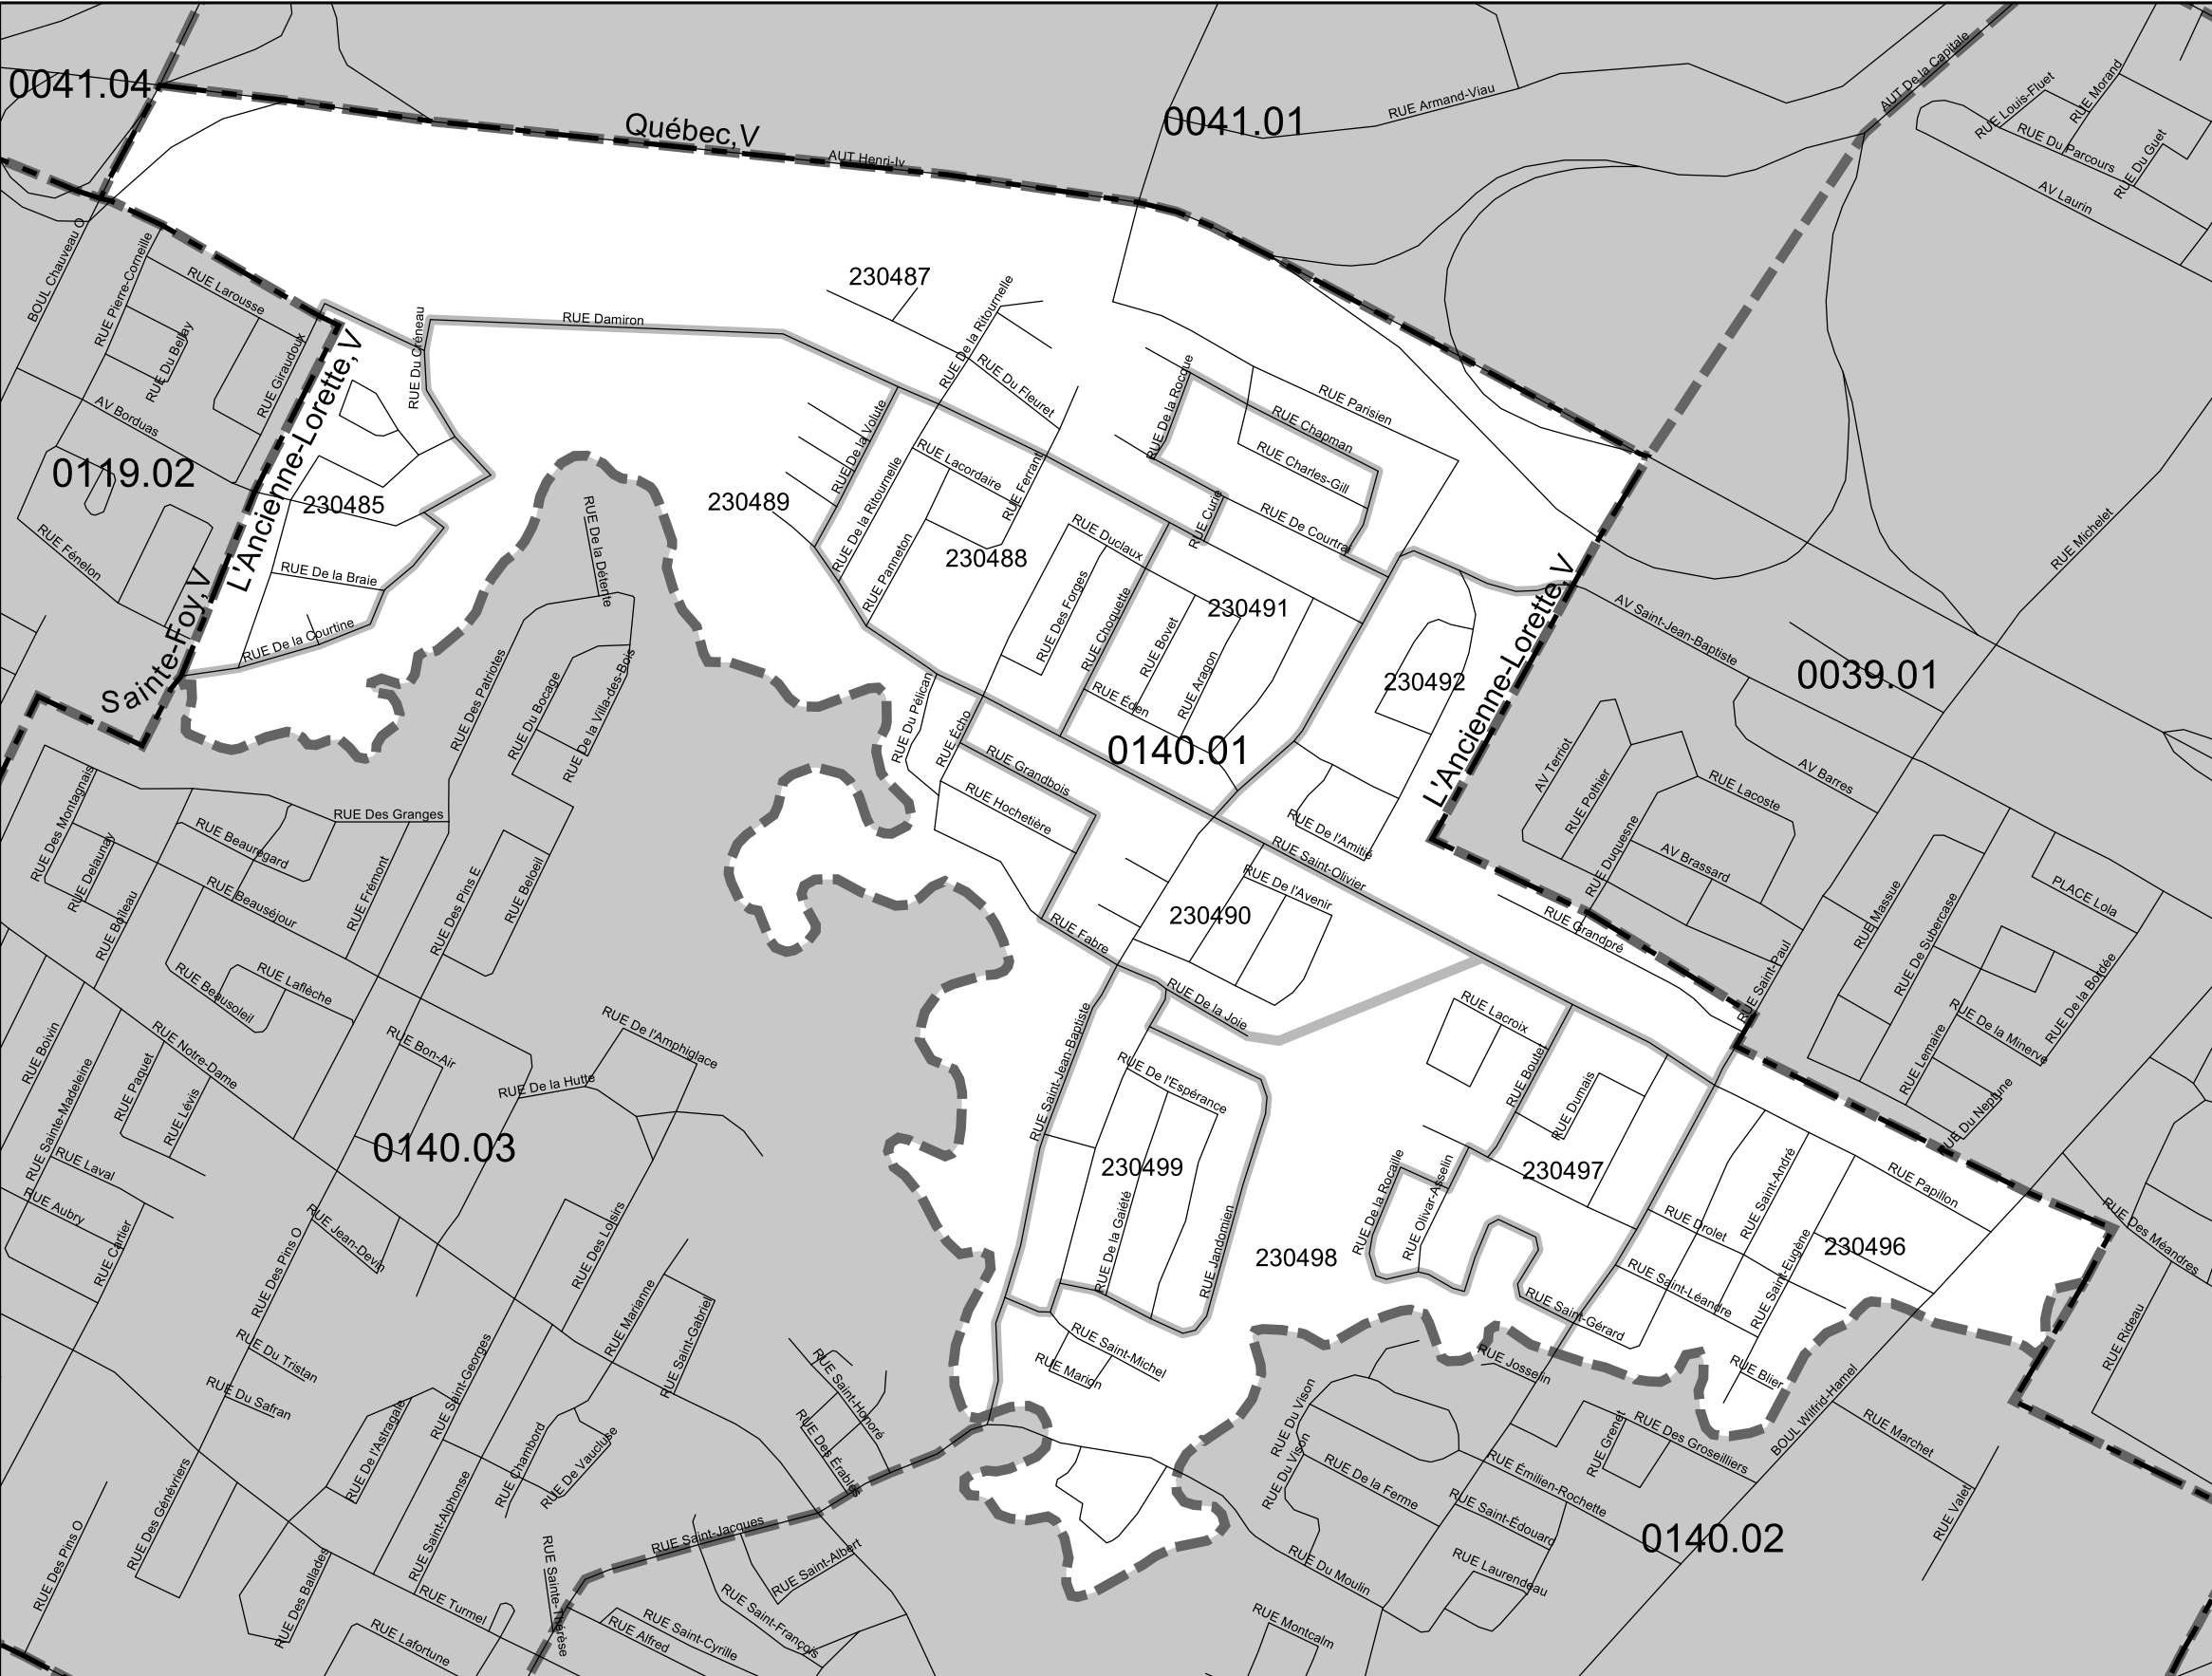 0041.04
Québec,V
AUT Henri-Iv
0041.01
RUE Armand-Viau
AUT De la Capitale
RUE Louis-Fluet
RUE Morand
RUE Du Parcours
RUE Du Guet
AV Laurin
BOUL Chauveau O
RUE Pierre-Corneille
RUE Larousse
RUE Du Bellay
RUE Giraudoux
AV Borduas
0119.02
RUE Fénelon
L'Ancienne-Lorette,V
Sainte-Foy,V
RUE Du Créneau
RUE Damiron
230485
RUE De la Braie
RUE De la Courtine
230487
RUE De la Ritournelle
RUE Du Fleuret
RUE De la Volute
230489
RUE De la Ritournelle
RUE Lacordaire
RUE Ferrant
RUE Panneton
230488
RUE De la Rocque
RUE Parisien
RUE Chapman
RUE Charles-Gill
RUE Curie
RUE De Courtrai
RUE Duclaux
RUE Des Forges
RUE Choquette
RUE Bovet
230491
RUE Aragon
RUE Éden
230492
L'Ancienne-Lorette,V
RUE Michelet
AV Saint-Jean-Baptiste
0039.01
AV Terriot
RUE Pothier
RUE Duquesne
RUE Lacoste
AV Barres
AV Brassard
RUE Massue
RUE De Subercase
PLACE Lola
RUE De la Bordée
RUE De la Minerve
RUE Lemaire
RUE Du Neptune
RUE Saint-Paul
RUE De la Détente
RUE Des Patriotes
RUE Du Bocage
RUE De la Villa-des-Bois
RUE Du Pélican
RUE Écho
0140.01
RUE Grandbois
RUE Hochetière
RUE De l'Amitié
RUE Saint-Olivier
RUE De l'Avenir
230490
RUE Grandpré
RUE Fabre
RUE De la Joie
RUE Saint-Jean-Baptiste
RUE Lacroix
RUE Boutet
RUE Dumais
RUE De l'Espérance
230499
RUE De la Gaiété
RUE Jandomien
230497
230498
RUE De la Rocaille
RUE Olivar-Asselin
RUE Saint-André
RUE Papillon
RUE Drolet
RUE Saint-Eugène
230496
RUE Saint-Léandre
RUE Saint-Gérard
RUE Des Méandres
RUE Rideau
RUE Saint-Michel
RUE Marion
RUE Josselin
RUE Blier
BOUL Wilfrid-Hamel
RUE Marchet
RUE Valet
RUE Des Montagnais
RUE Delaunay
RUE Beauregard
RUE Des Granges
RUE Boîleau
RUE Beauséjour
RUE Frémont
RUE Des Pins E
RUE Beloeil
RUE Laflèche
RUE Beausoleil
RUE Boivin
RUE Notre-Dame
RUE Bon-Air
RUE De l'Amphiglace
RUE De la Hutte
RUE Sainte-Madeleine
RUE Paquet
RUE Lévis
0140.03
RUE Laval
RUE Aubry
RUE Cartier
RUE Jean-Devin
RUE Des Pins O
RUE Des Loisirs
RUE Marianne
RUE Saint-Gabriel
RUE Du Tristan
RUE Du Safran
RUE Saint-Georges
RUE De l'Astragale
RUE Chambord
RUE De Vaucluse
RUE Saint-Honoré
RUE Des Érables
RUE Des Génévriers
RUE Saint-Alphonse
RUE Des Pins O
RUE Des Ballades
RUE Turmel
RUE Lafortune
RUE Sainte-Thérèse
RUE Saint-Jacques
RUE Saint-Albert
RUE Saint-François
RUE Saint-Cyrille
RUE Alfred
RUE Du Vison
RUE Du Vison
RUE De la Ferme
RUE Grenet
RUE Des Groseilliers
RUE Émilien-Rochette
RUE Saint-Édouard
RUE Laurendeau
RUE Du Moulin
RUE Montcalm
0140.02